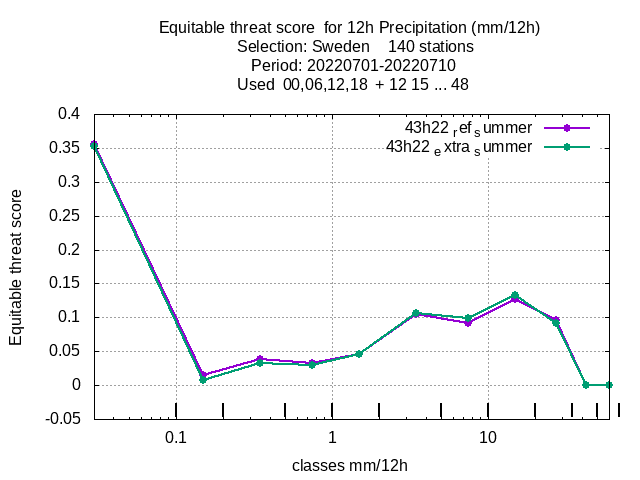 Equitable threat score  for 12h Precipitation (mm/12h)
Selection: Sweden    140 stations
Period: 20220701-20220710
Used  00,06,12,18  + 12 15 ... 48
43h22 ref summer
43h22 extra summer
Equitable threat score
0.4
0.35
0.3
0.25
0.2
0.15
0.1
0.05
0
-0.05
0.1 1 10
classes mm/12h